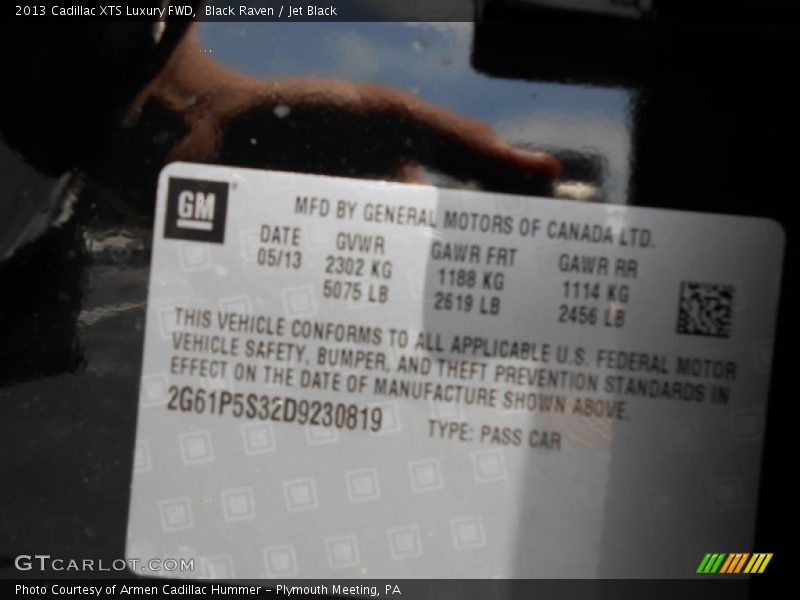 2013 Cadillac XTS Luxury FWD, Black Raven / Jet Black
GM
MFD BY GENERAL MOTORS OF CANADA LTD.
DATE GVWR GAWR FRT GAWR RR
05/13 2302 KG 1188 KG 1114 KG
5075 LB 2619 LB 2456 LB
THIS VEHICLE CONFORMS TO ALL APPLICABLE U.S. FEDERAL MOTOR
VEHICLE SAFETY, BUMPER, AND THEFT PREVENTION STANDARDS IN
EFFECT ON THE DATE OF MANUFACTURE SHOWN ABOVE.
2G61P5S32D9230819 TYPE: PASS CAR
GTCARLOT.COM
Photo Courtesy of Armen Cadillac Hummer - Plymouth Meeting, PA